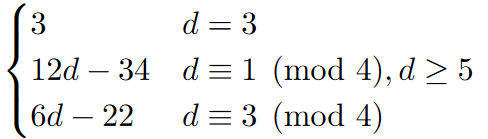 3 d = 3
12d − 34 d ≡ 1 (mod 4), d ≥ 5
6d − 22 d ≡ 3 (mod 4)